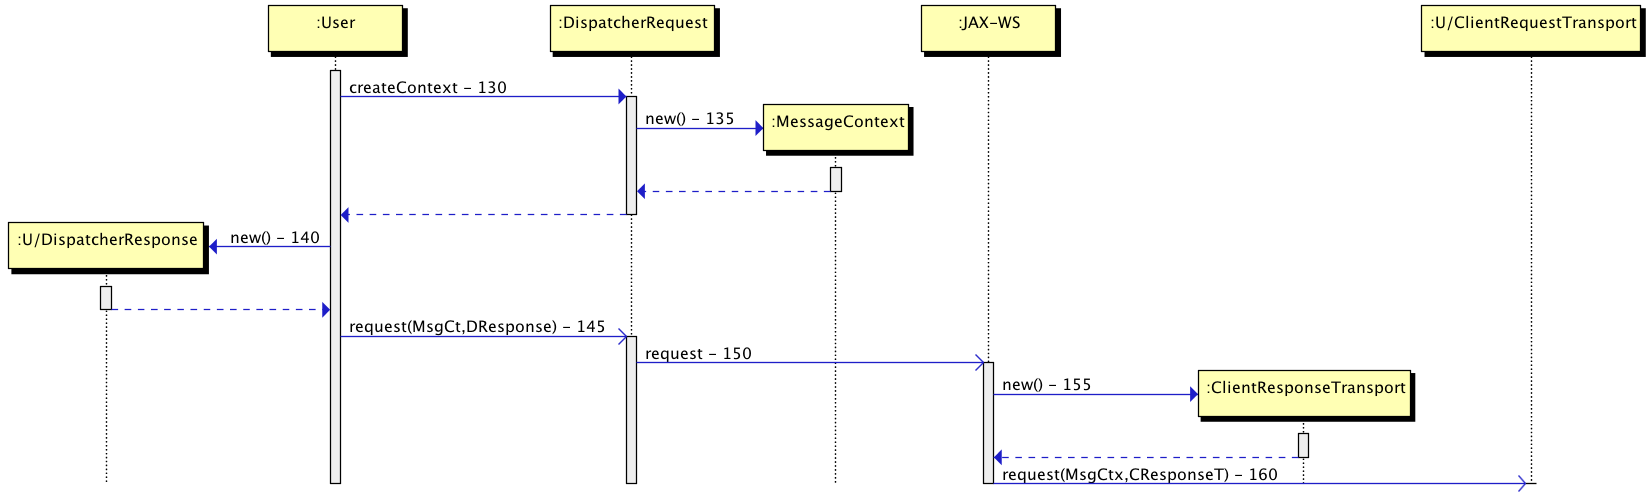 :User
:DispatcherRequest
:JAX-WS
:U/ClientRequestTransport
createContext - 130
new() - 135
:MessageContext
:U/DispatcherResponse
new() - 140
request(MsgCt,DResponse) - 145
request - 150
new() - 155
:ClientResponseTransport
request(MsgCtx,CResponseT) - 160